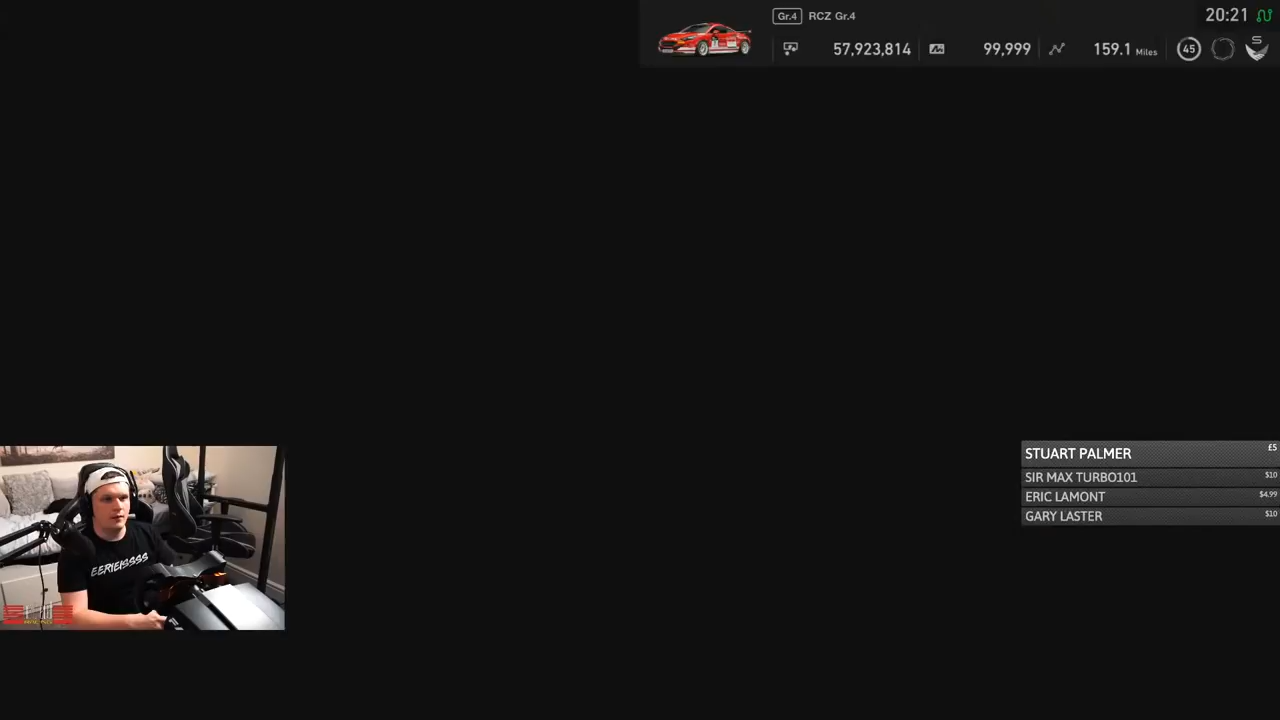 Gr.4 RCZ Gr.4
20:21
57,923,814
99,999
159.1 Miles
45
S
STUART PALMER £5
SIR MAX TURBO101 $10
ERIC LAMONT $4.99
GARY LASTER $10
EERIEISSSS